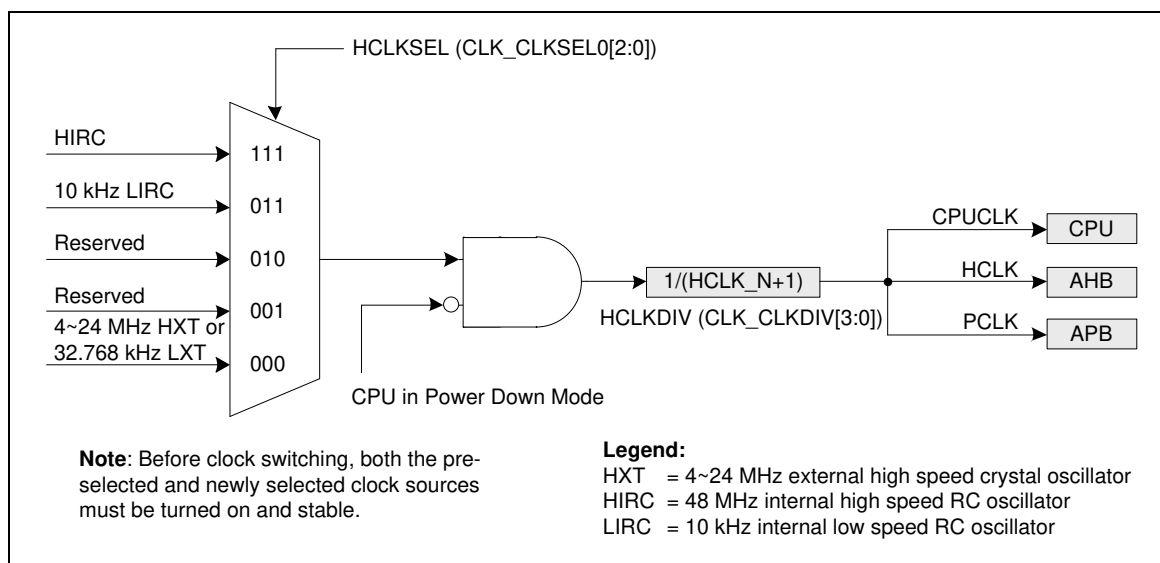 HCLKSEL (CLK_CLKSEL0[2:0])
HIRC
111
10 kHz LIRC
011
Reserved
010
Reserved
001
4~24 MHz HXT or
32.768 kHz LXT
000
CPU in Power Down Mode
1/(HCLK_N+1)
HCLKDIV (CLK_CLKDIV[3:0])
CPUCLK
CPU
HCLK
AHB
PCLK
APB
Note: Before clock switching, both the pre-
selected and newly selected clock sources
must be turned on and stable.
Legend:
HXT = 4~24 MHz external high speed crystal oscillator
HIRC = 48 MHz internal high speed RC oscillator
LIRC = 10 kHz internal low speed RC oscillator